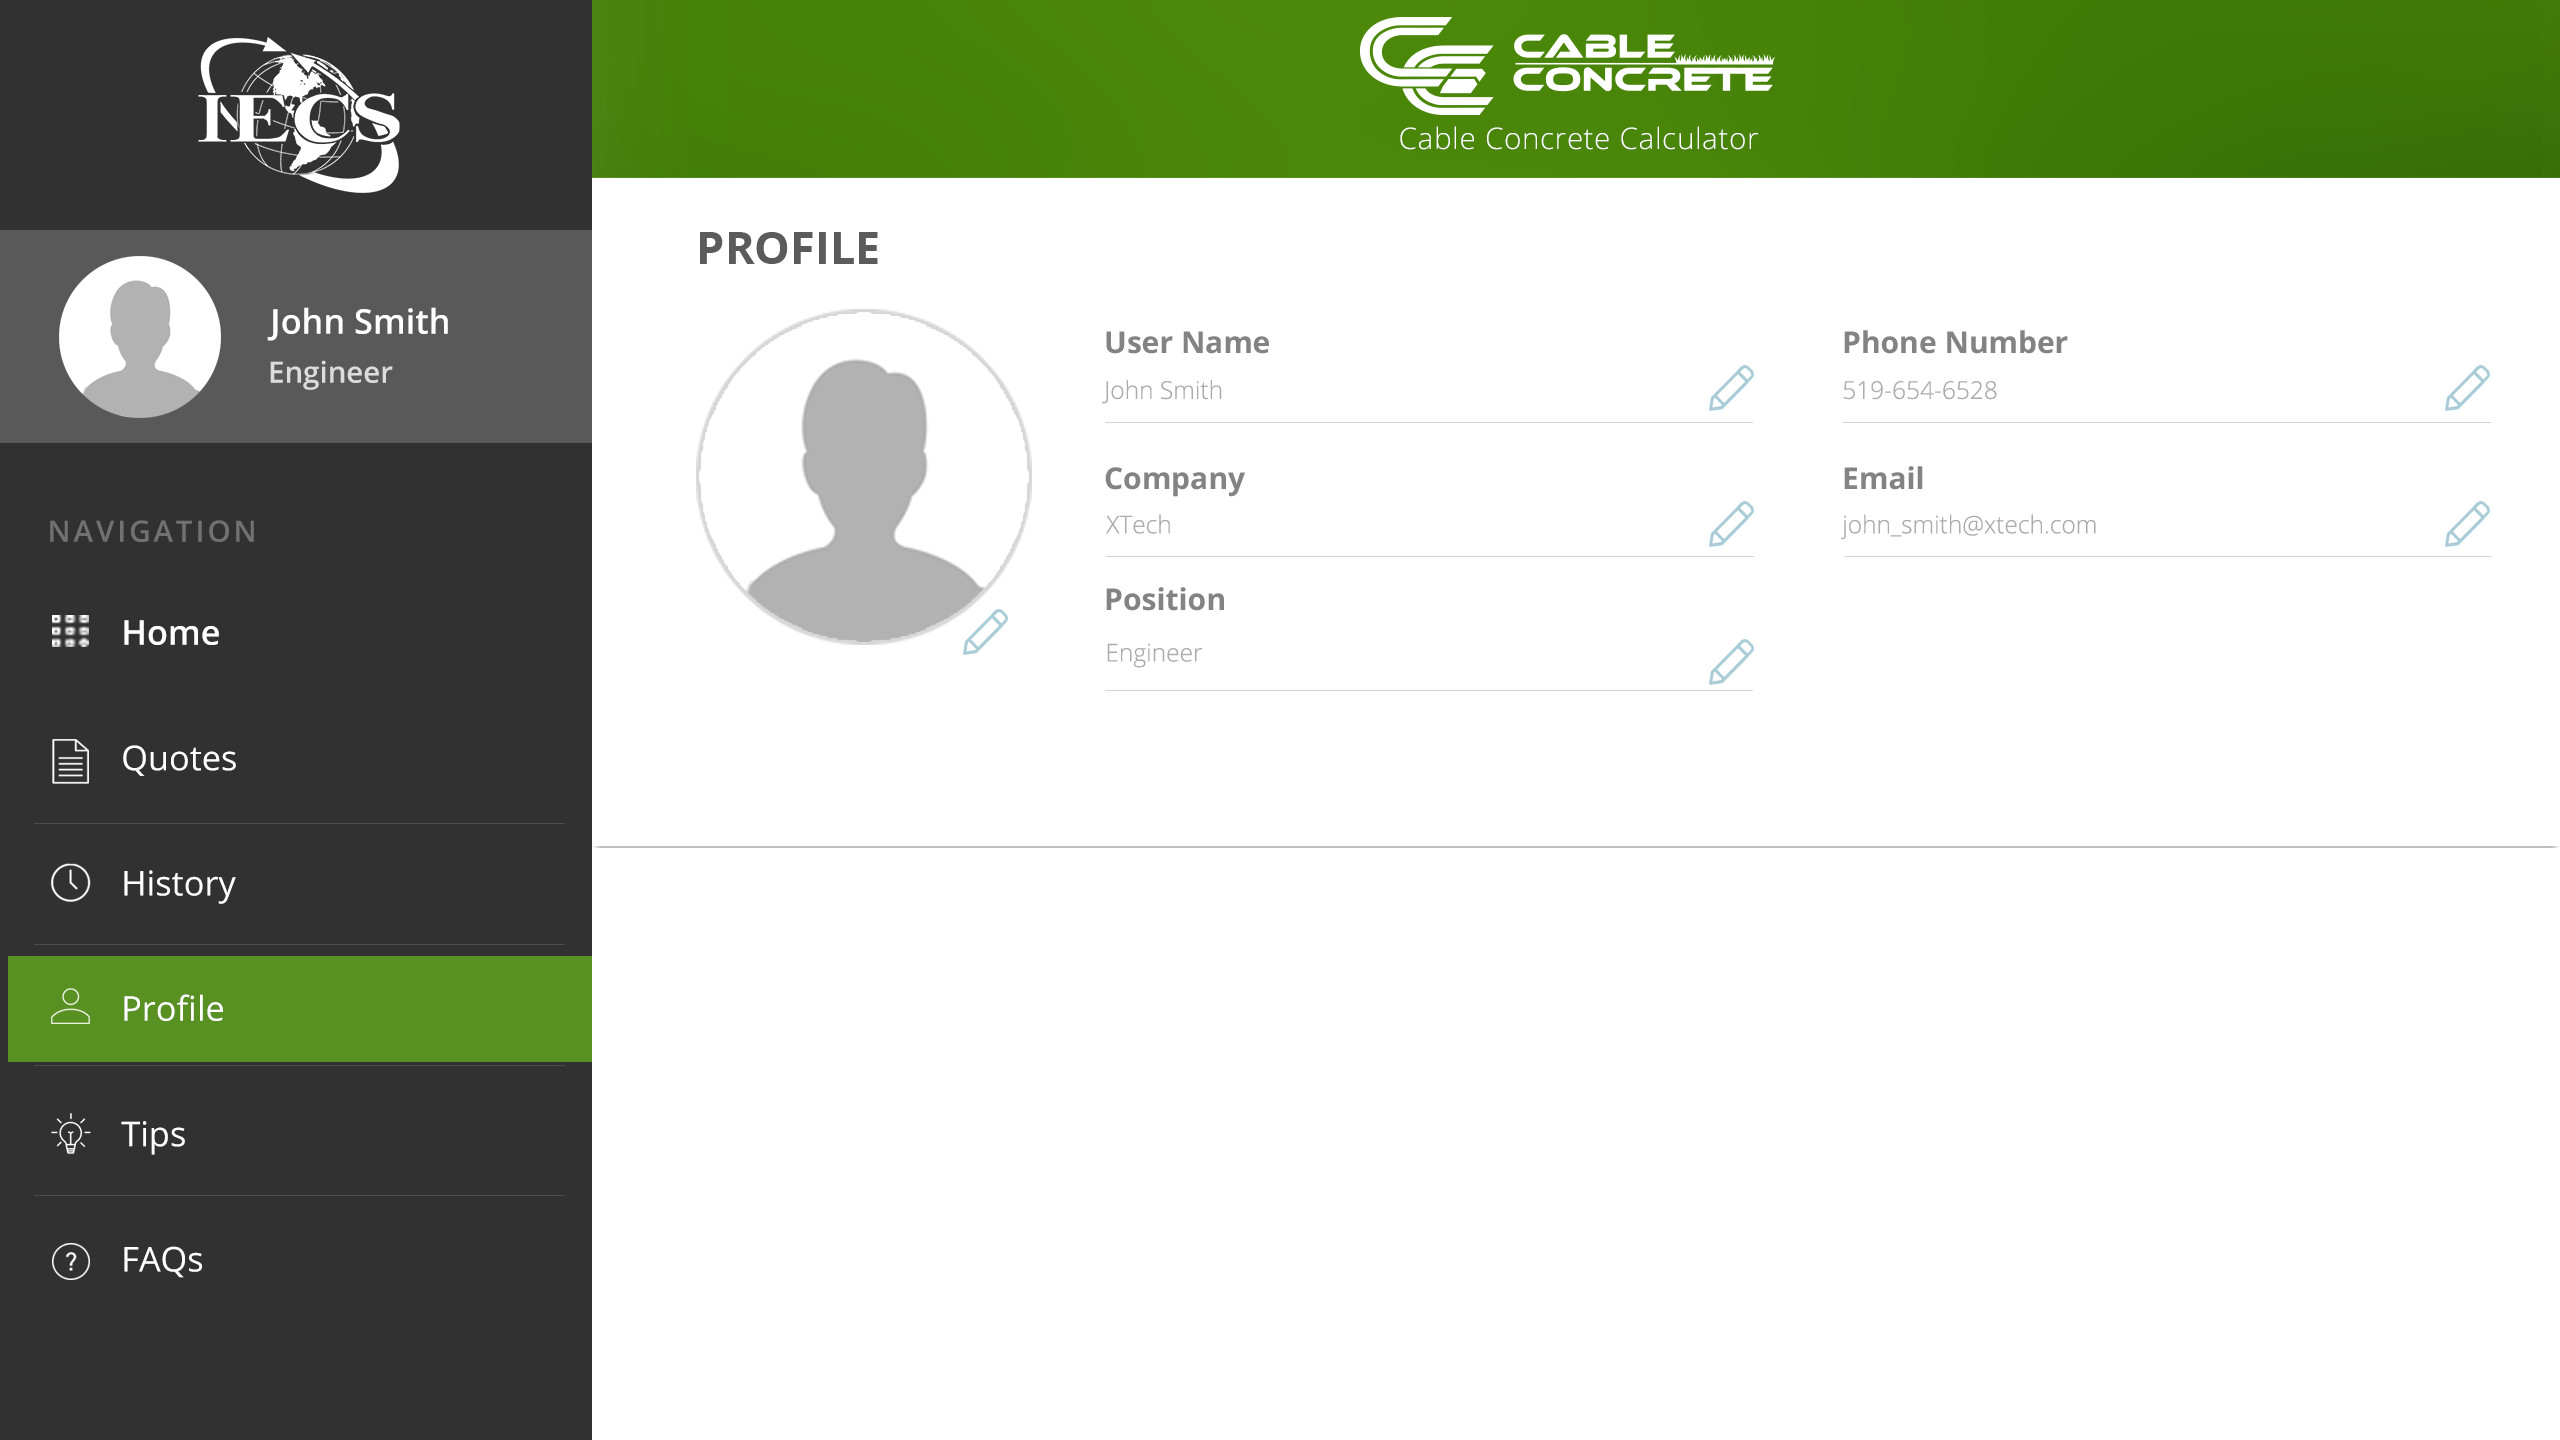 IECS
John Smith
Engineer
NAVIGATION
Home
Quotes
History
Profile
Tips
FAQs
CABLE
CONCRETE
Cable Concrete Calculator
PROFILE
User Name
John Smith
Phone Number
519-654-6528
Company
XTech
Email
john_smith@xtech.com
Position
Engineer